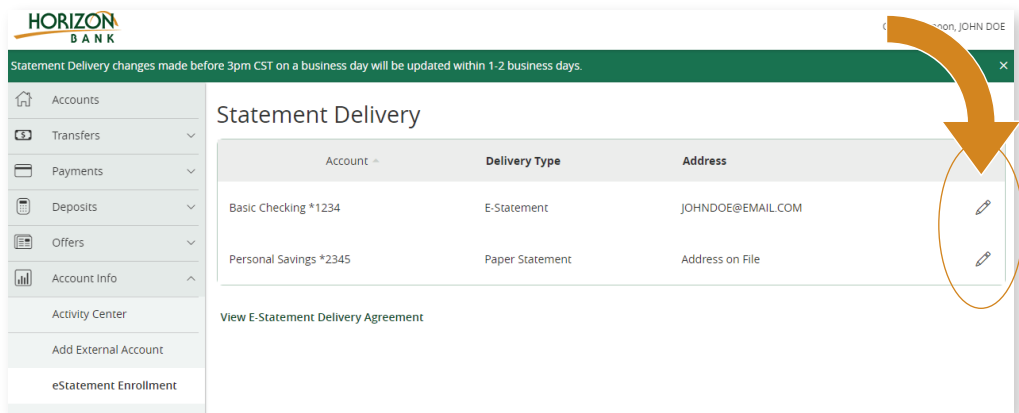 HORIZON
BANK
noon, JOHN DOE
Statement Delivery changes made before 3pm CST on a business day will be updated within 1-2 business days.
Accounts
Transfers
Payments
Deposits
Offers
Account Info
Activity Center
Add External Account
eStatement Enrollment
Statement Delivery
Account Delivery Type Address
Basic Checking *1234 E-Statement JOHNDOE@EMAIL.COM
Personal Savings *2345 Paper Statement Address on File
View E-Statement Delivery Agreement